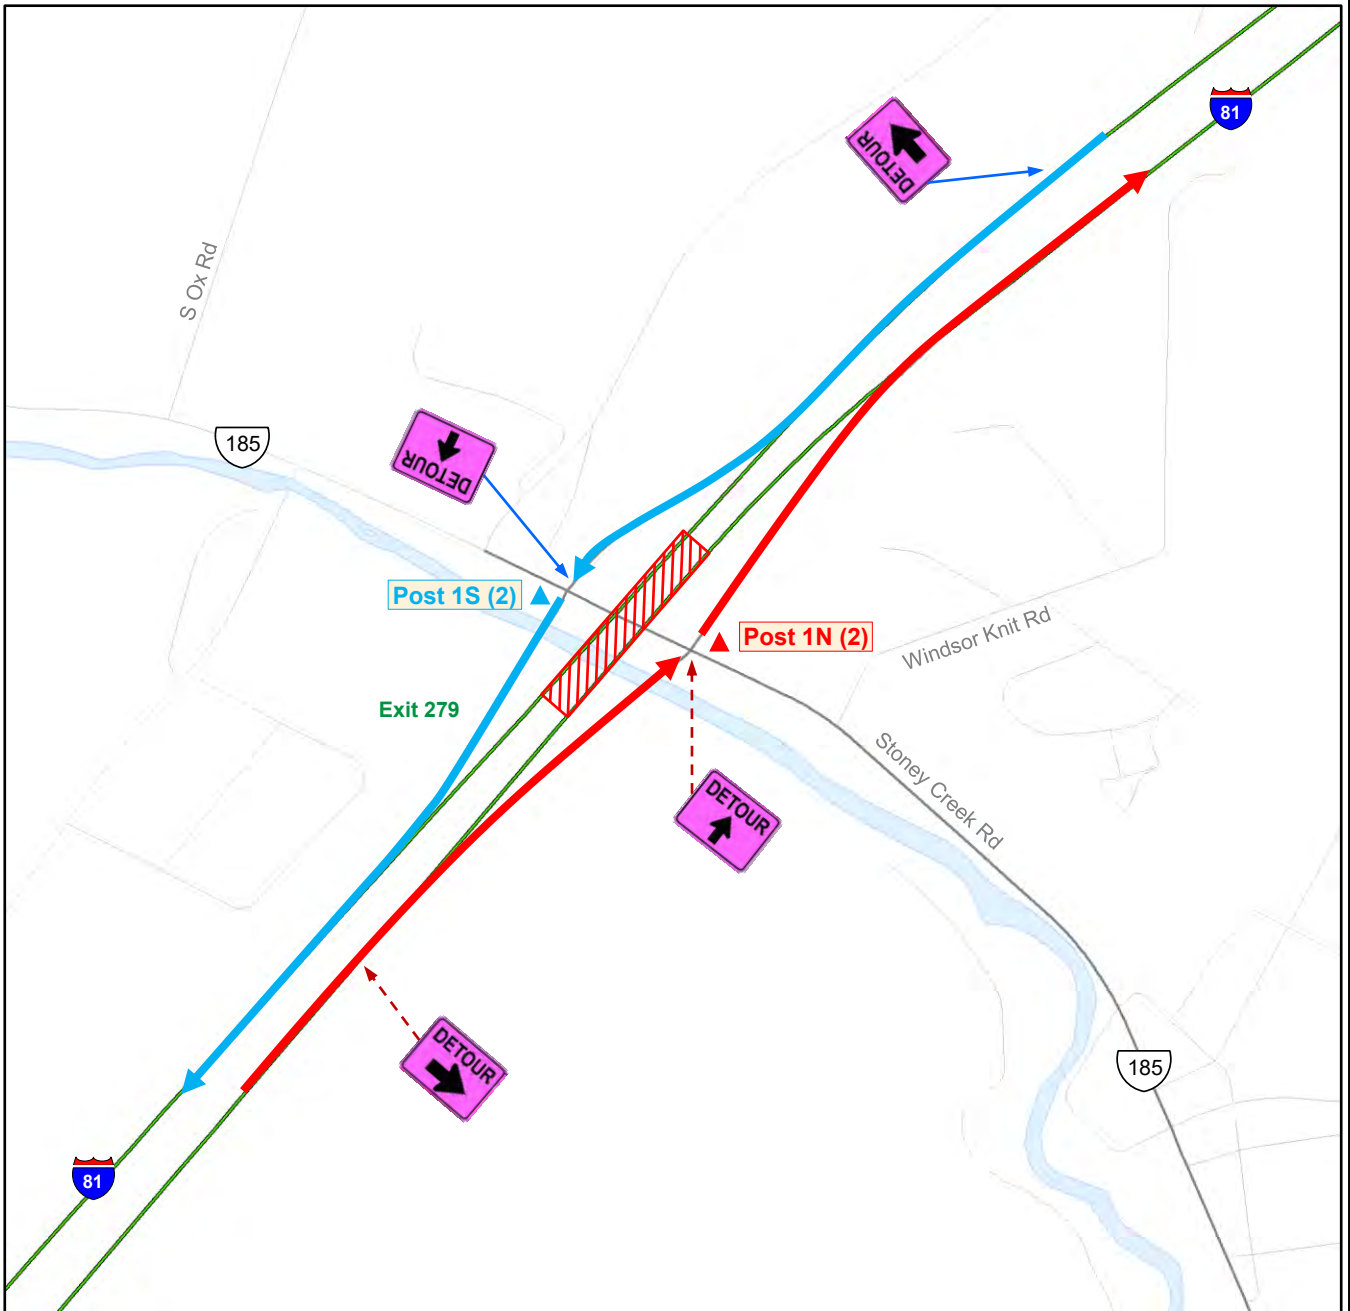 81
DETOUR
S Ox Rd
185
DETOUR
Post 1S (2)
Post 1N (2)
Windsor Knit Rd
Exit 279
Stoney Creek Rd
DETOUR
DETOUR
185
81